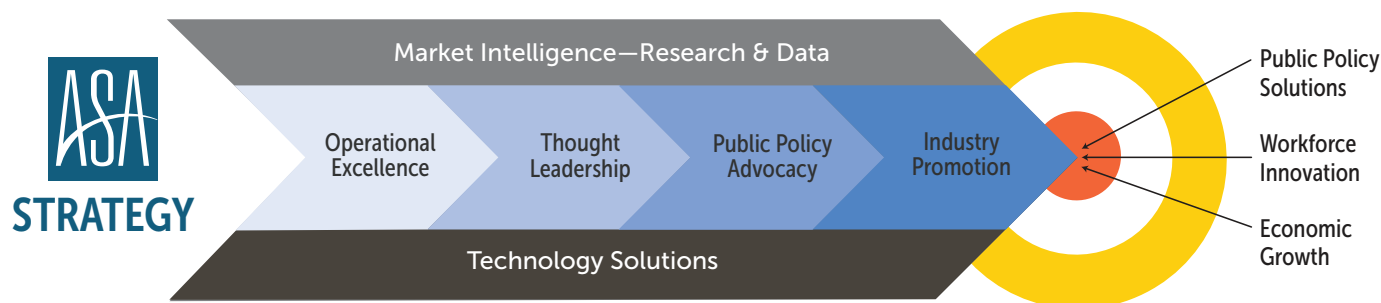 Market Intelligence—Research & Data
ASA
STRATEGY
Operational
Excellence
Thought
Leadership
Public Policy
Advocacy
Industry
Promotion
Technology Solutions
Public Policy
Solutions
Workforce
Innovation
Economic
Growth